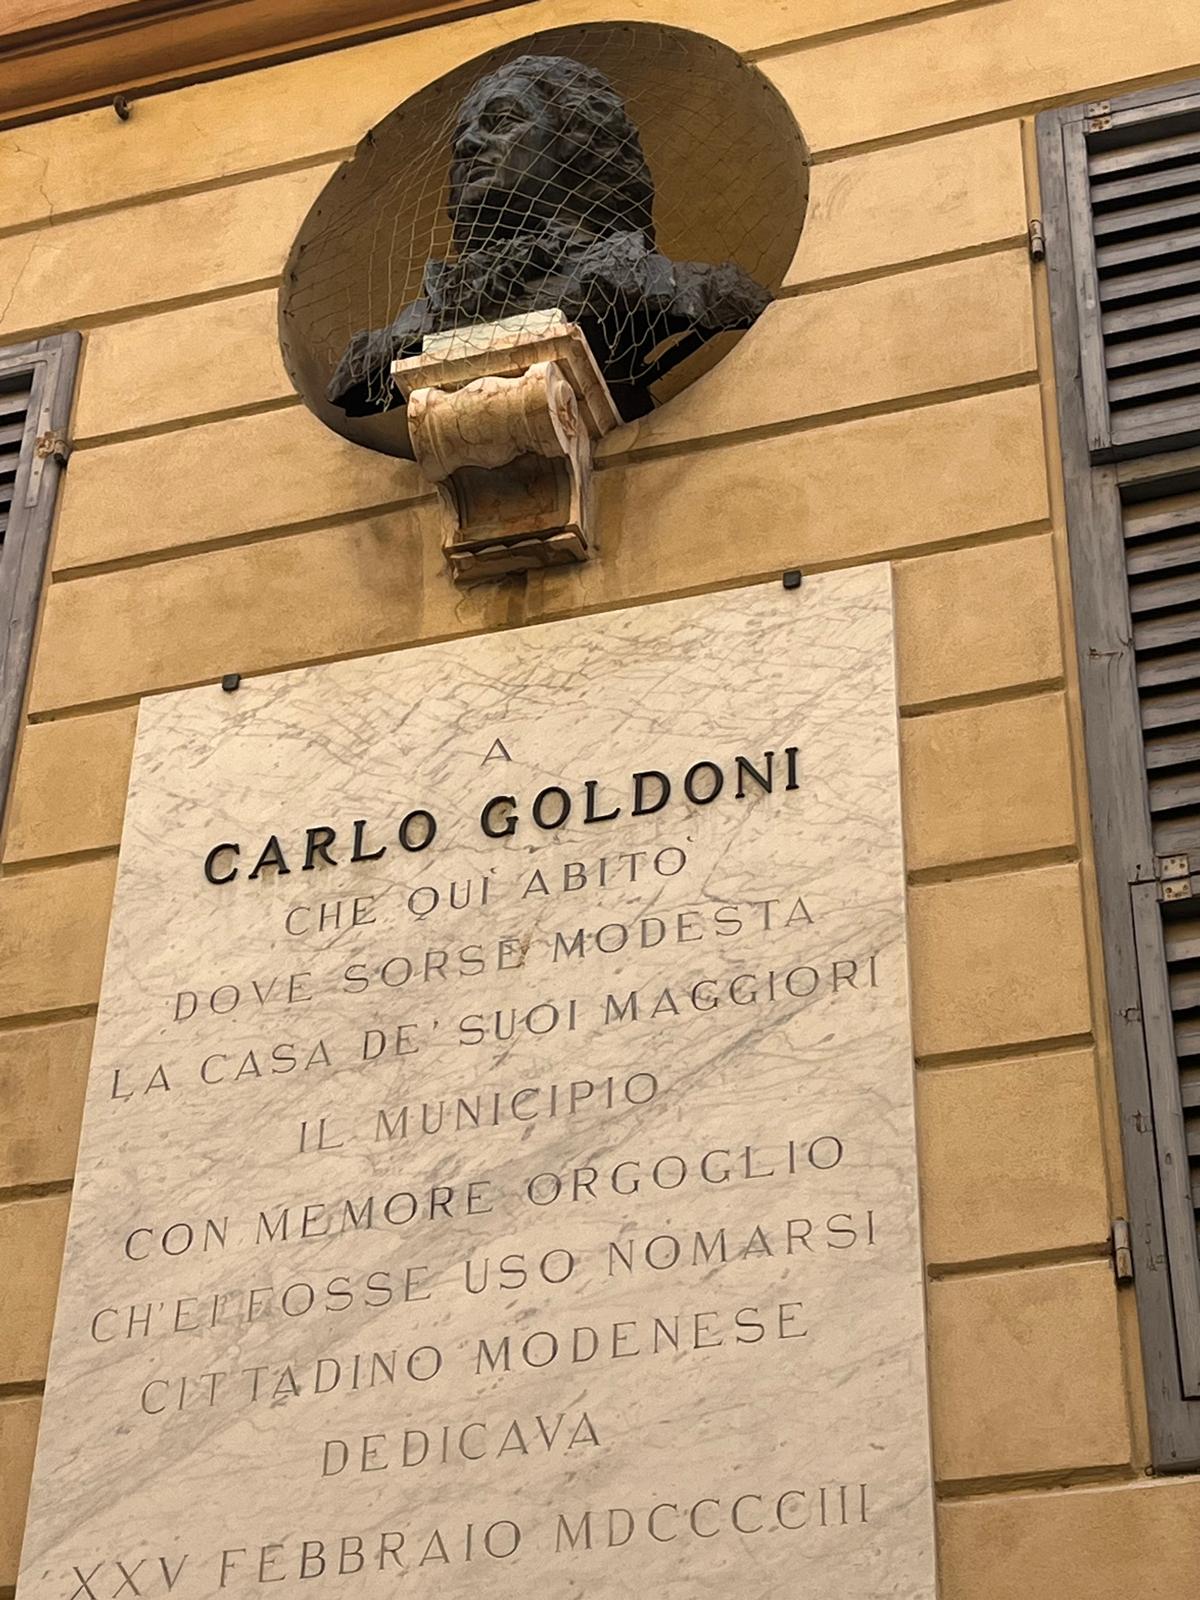 A
CARLO GOLDONI
CHE QUÌ ABITÒ
DOVE SORSE MODESTA
LA CASA DE' SUOI MAGGIORI
IL MUNICIPIO
CON MEMORE ORGOGLIO
CH'EI FOSSE USO NOMARSI
CITTADINO MODENESE
DEDICAVA
XXV FEBBRAIO MDCCCCIII